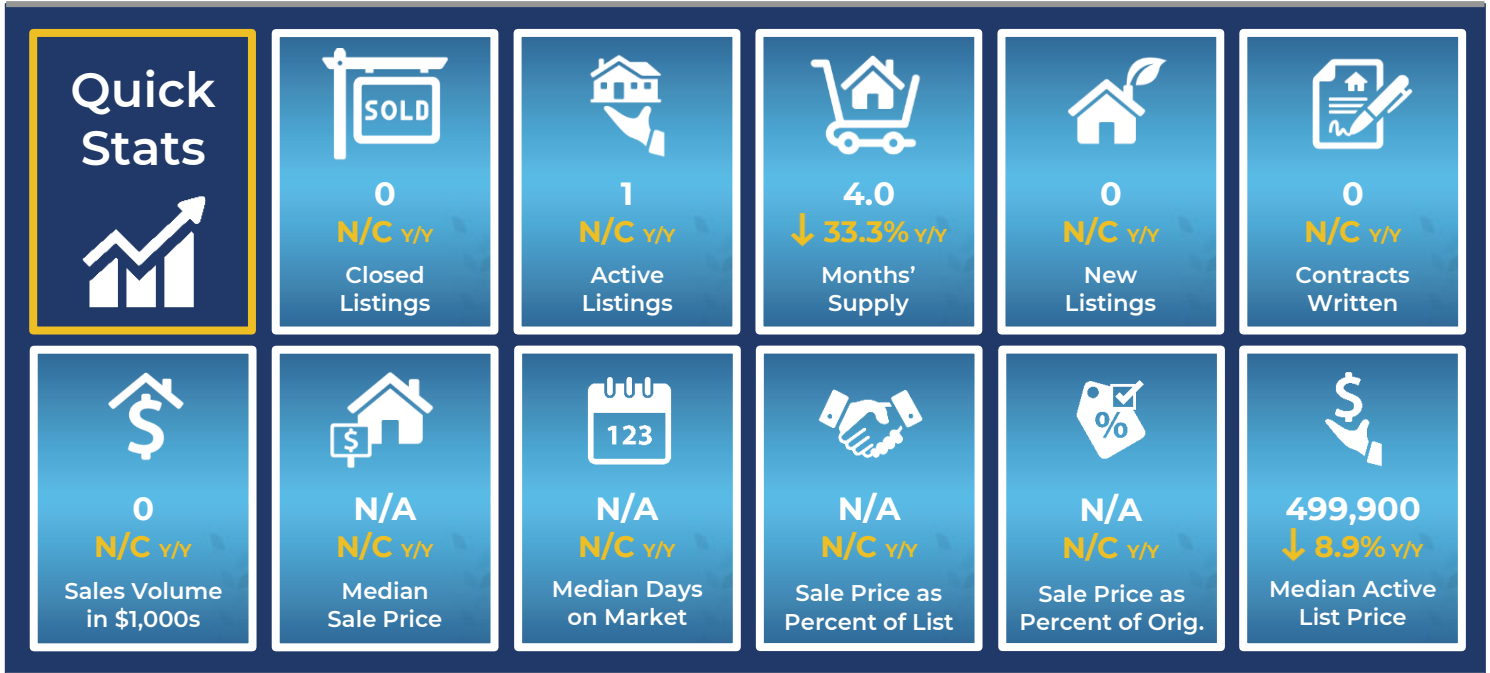 Quick
Stats
SOLD
0
N/C Y/Y
Closed
Listings
1
N/C Y/Y
Active
Listings
4.0
↓ 33.3% Y/Y
Months’
Supply
0
N/C Y/Y
New
Listings
0
N/C Y/Y
Contracts
Written
$
0
N/C Y/Y
Sales Volume
in $1,000s
$
N/A
N/C Y/Y
Median
Sale Price
123
N/A
N/C Y/Y
Median Days
on Market
N/A
N/C Y/Y
Sale Price as
Percent of List
%
N/A
N/C Y/Y
Sale Price as
Percent of Orig.
$
499,900
↓ 8.9% Y/Y
Median Active
List Price